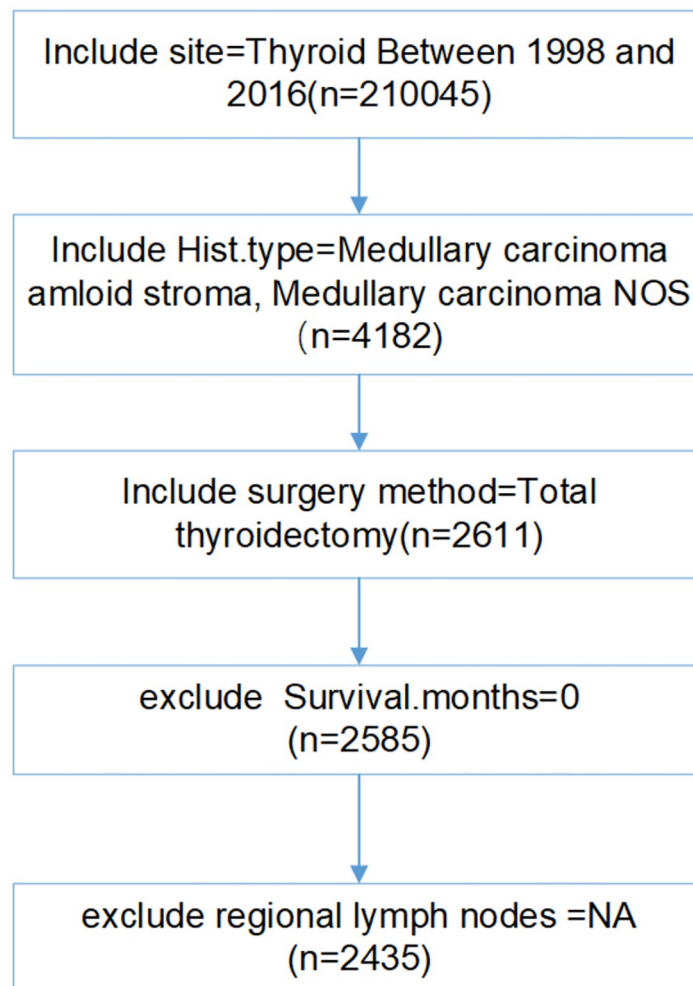 Include site=Thyroid Between 1998 and
2016(n=210045)
Include Hist.type=Medullary carcinoma
amloid stroma, Medullary carcinoma NOS
（n=4182)
Include surgery method=Total
thyroidectomy(n=2611)
exclude  Survival.months=0
(n=2585)
exclude regional lymph nodes =NA
(n=2435)